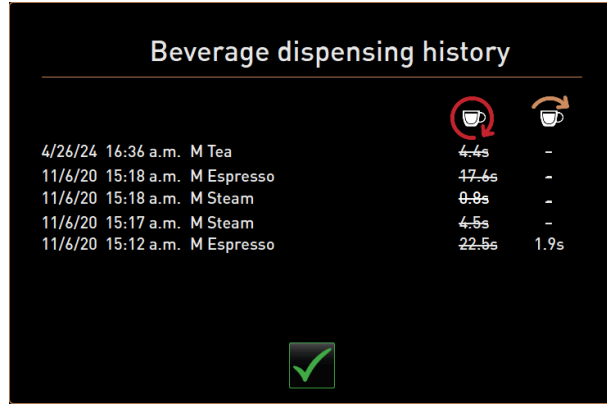 Beverage dispensing history
4/26/24 16:36 a.m. M Tea 4.4s -
11/6/20 15:18 a.m. M Espresso 17.6s -
11/6/20 15:18 a.m. M Steam 0.8s -
11/6/20 15:17 a.m. M Steam 4.5s -
11/6/20 15:12 a.m. M Espresso 22.5s 1.9s